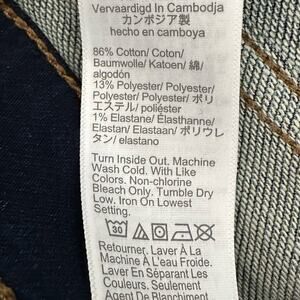 Vervaardigd In Cambodja
カンボジア製
hecho en camboya
86% Cotton/ Coton/
Baumwolle/ Katoen/ 綿/
algodón
13% Polyester/ Polyester/
Polyester/ Polyester/ ポリ
エステル/ poliéster
1% Elastane/ Élasthanne/
Elastan/ Elastaan/ ポリウレ
タン/ elastano
Turn Inside Out. Machine
Wash Cold. With Like
Colors. Non-chlorine
Bleach Only. Tumble Dry
Low. Iron On Lowest
Setting.
30
Retourner. Laver À La
Machine À L'eau Froide.
Laver En Séparant Les
Couleurs. Seulement
Agent De Blanchiment